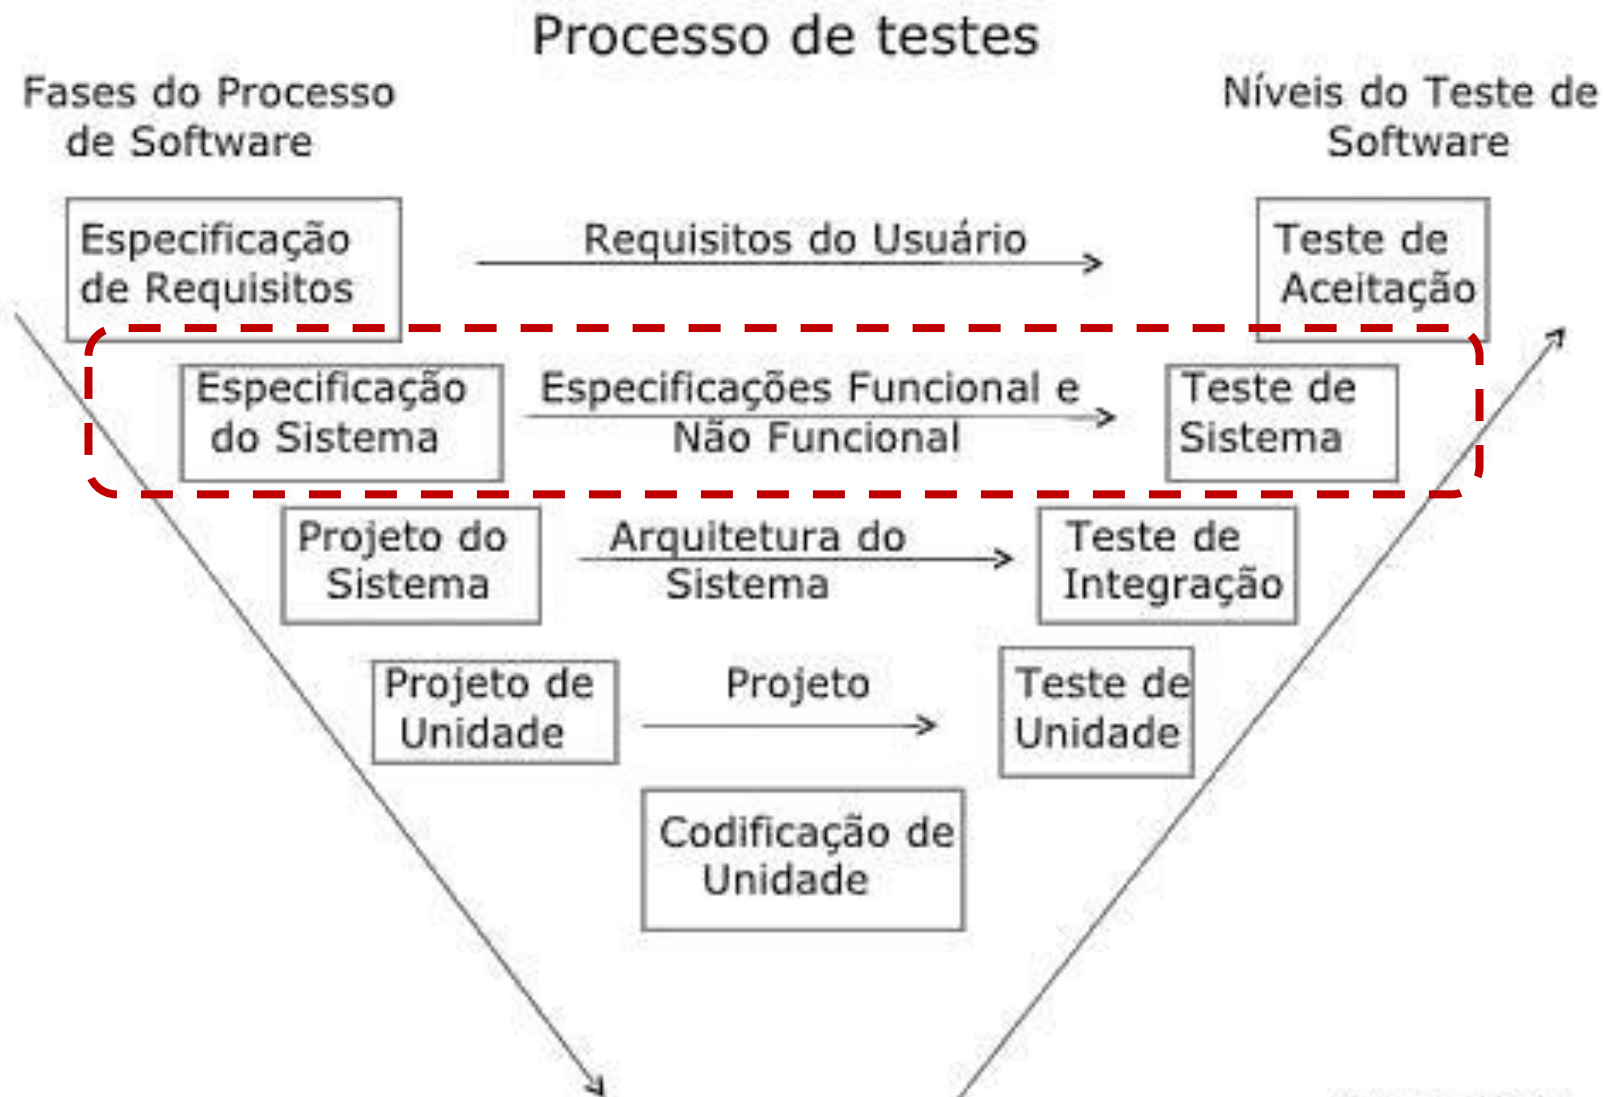 Processo de testes
Fases do Processo
de Software
Níveis do Teste de
Software
Especificação
de Requisitos
Requisitos do Usuário
Teste de
Aceitação
Especificação
do Sistema
Especificações Funcional e
Não Funcional
Teste de
Sistema
Projeto do
Sistema
Arquitetura do
Sistema
Teste de
Integração
Projeto de
Unidade
Projeto
Teste de
Unidade
Codificação de
Unidade